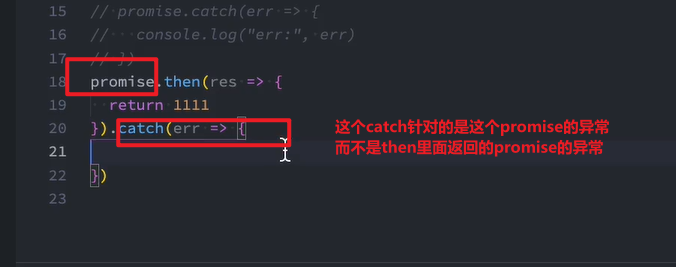 15 // promise.catch(err => {
16 // console.log("err:", err)
17 // })
18 promise.then(res => {
19 return 1111
20 }).catch(err => {
21
22 })
23
这个catch针对的是这个promise的异常
而不是then里面返回的promise的异常